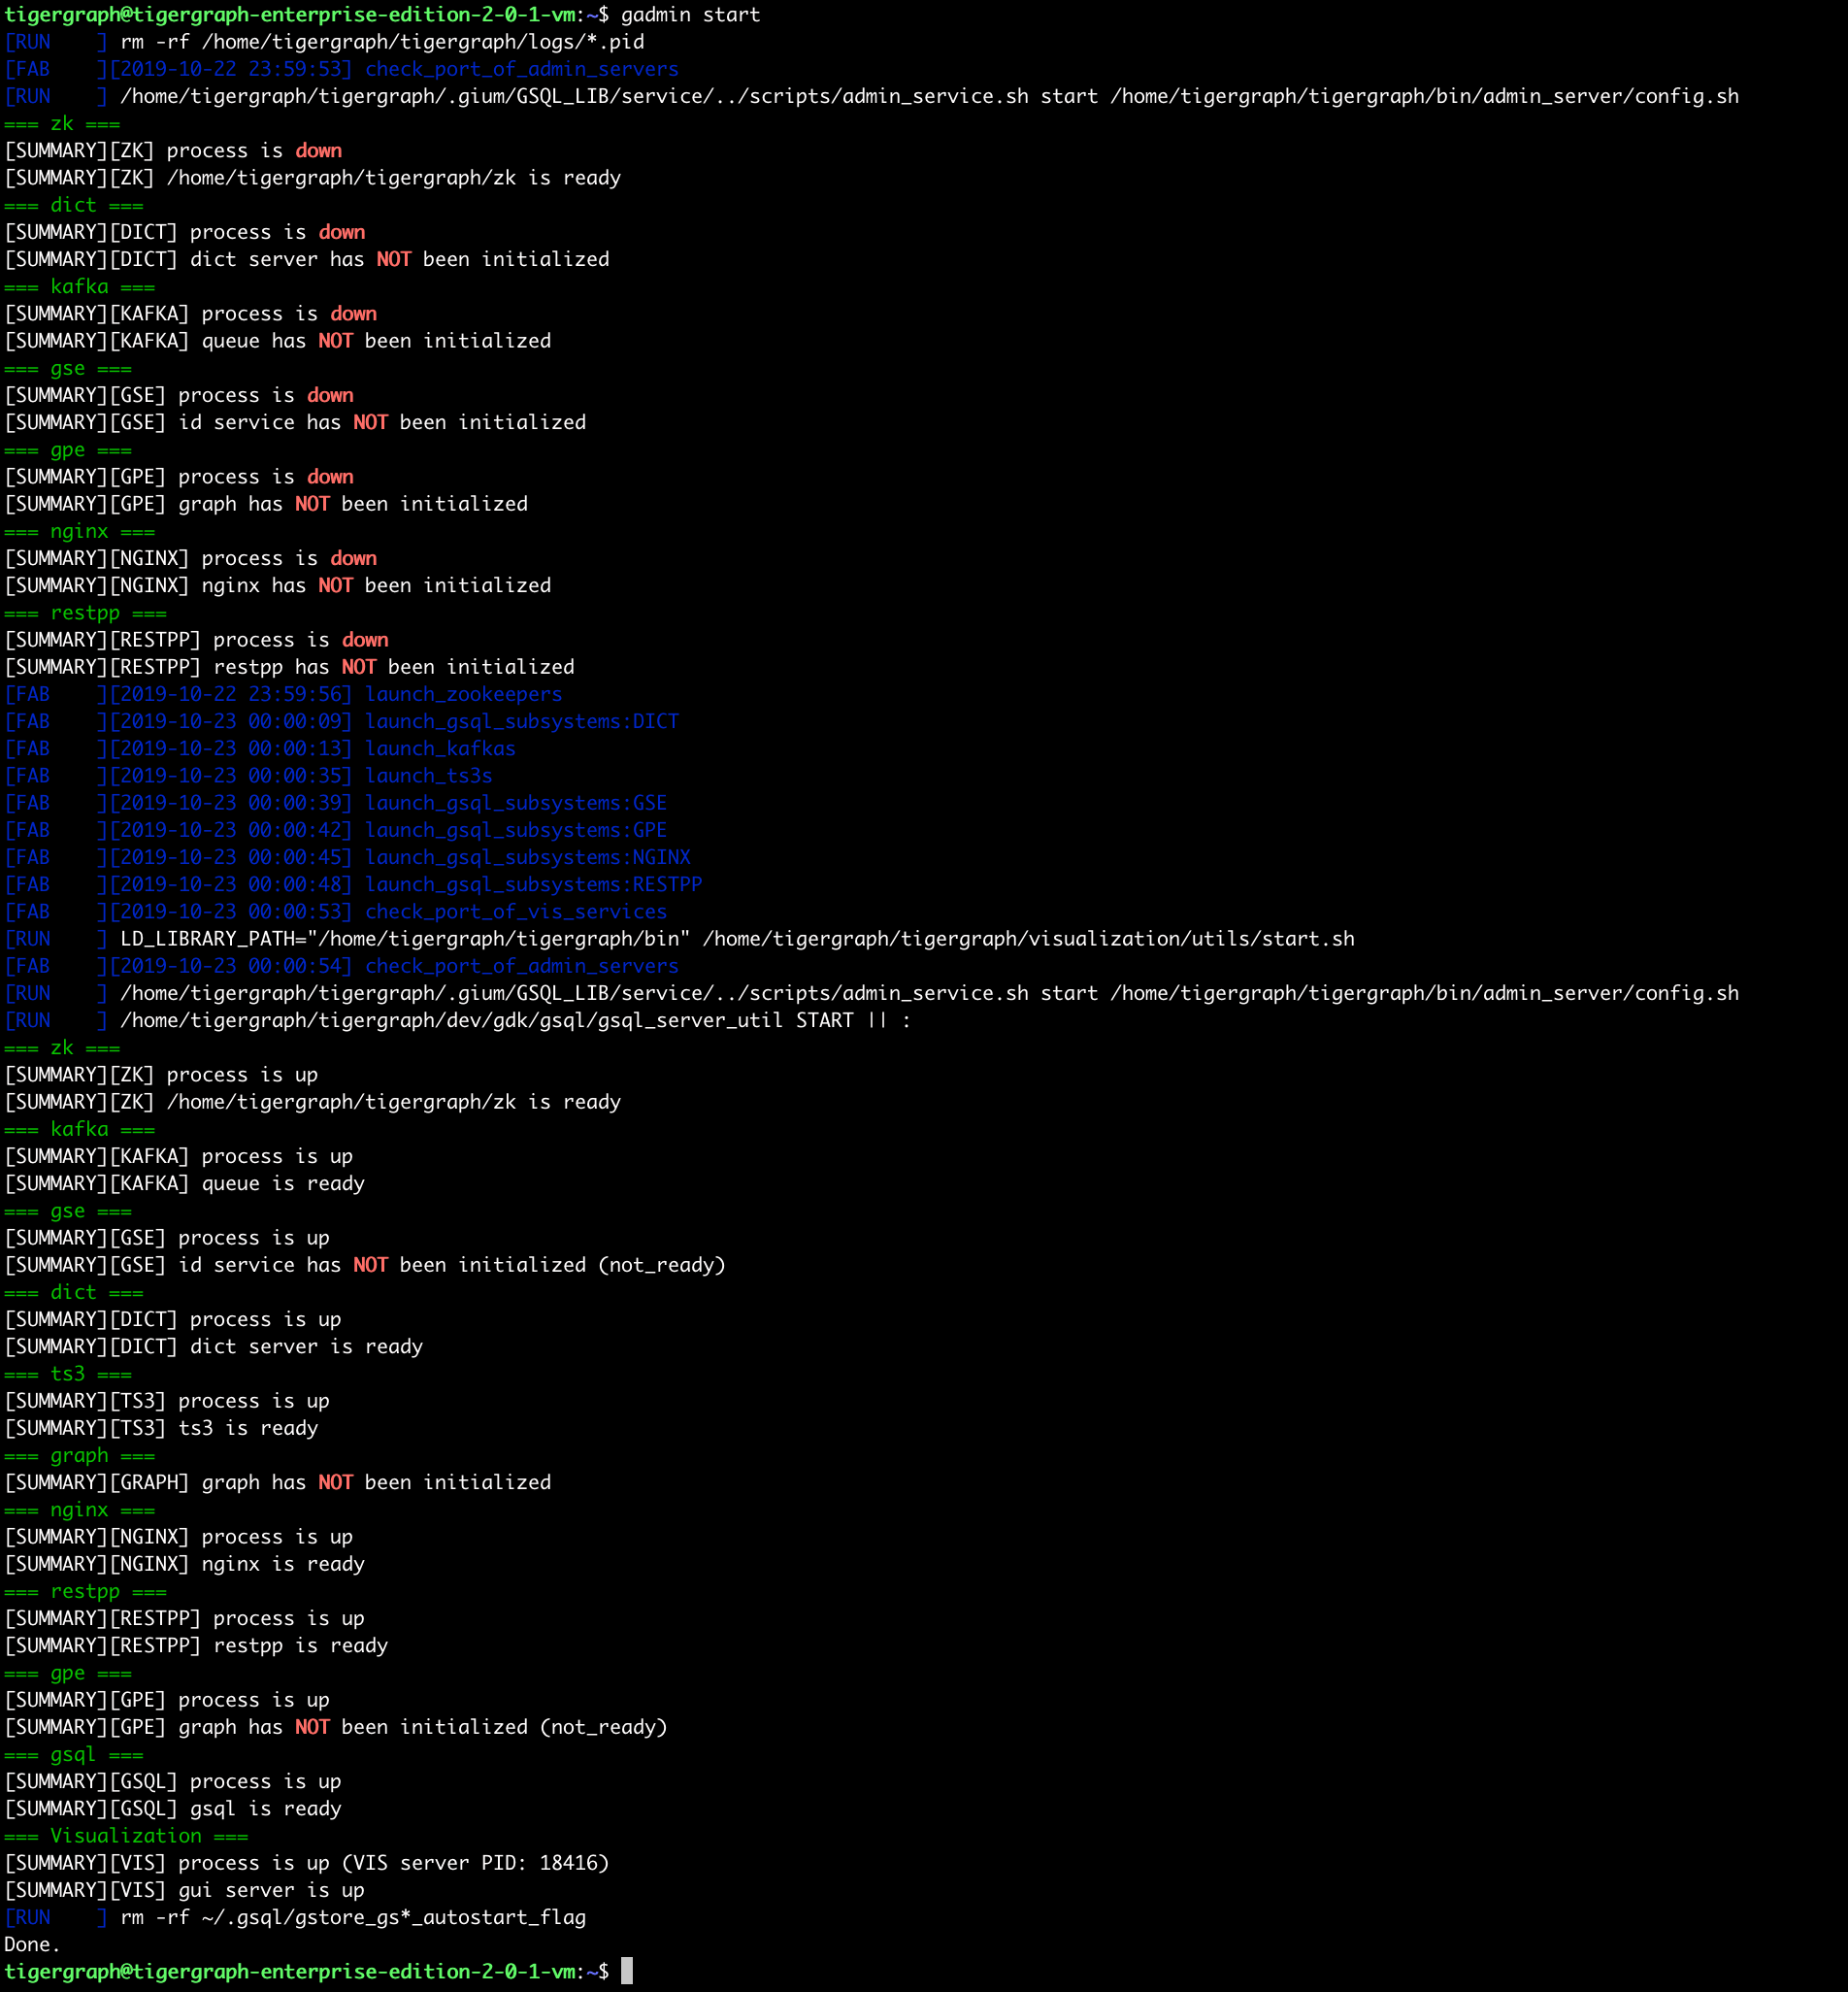 tigergraph@tigergraph-enterprise-edition-2-0-1-vm:~$ gadmin start
[RUN    ] rm -rf /home/tigergraph/tigergraph/logs/*.pid
[FAB    ][2019-10-22 23:59:53] check_port_of_admin_servers
[RUN    ] /home/tigergraph/tigergraph/.gium/GSQL_LIB/service/../scripts/admin_service.sh start /home/tigergraph/tigergraph/bin/admin_server/config.sh
=== zk ===
[SUMMARY][ZK] process is down
[SUMMARY][ZK] /home/tigergraph/tigergraph/zk is ready
=== dict ===
[SUMMARY][DICT] process is down
[SUMMARY][DICT] dict server has NOT been initialized
=== kafka ===
[SUMMARY][KAFKA] process is down
[SUMMARY][KAFKA] queue has NOT been initialized
=== gse ===
[SUMMARY][GSE] process is down
[SUMMARY][GSE] id service has NOT been initialized
=== gpe ===
[SUMMARY][GPE] process is down
[SUMMARY][GPE] graph has NOT been initialized
=== nginx ===
[SUMMARY][NGINX] process is down
[SUMMARY][NGINX] nginx has NOT been initialized
=== restpp ===
[SUMMARY][RESTPP] process is down
[SUMMARY][RESTPP] restpp has NOT been initialized
[FAB    ][2019-10-22 23:59:56] launch_zookeepers
[FAB    ][2019-10-23 00:00:09] launch_gsql_subsystems:DICT
[FAB    ][2019-10-23 00:00:13] launch_kafkas
[FAB    ][2019-10-23 00:00:35] launch_ts3s
[FAB    ][2019-10-23 00:00:39] launch_gsql_subsystems:GSE
[FAB    ][2019-10-23 00:00:42] launch_gsql_subsystems:GPE
[FAB    ][2019-10-23 00:00:45] launch_gsql_subsystems:NGINX
[FAB    ][2019-10-23 00:00:48] launch_gsql_subsystems:RESTPP
[FAB    ][2019-10-23 00:00:53] check_port_of_vis_services
[RUN    ] LD_LIBRARY_PATH="/home/tigergraph/tigergraph/bin" /home/tigergraph/tigergraph/visualization/utils/start.sh
[FAB    ][2019-10-23 00:00:54] check_port_of_admin_servers
[RUN    ] /home/tigergraph/tigergraph/.gium/GSQL_LIB/service/../scripts/admin_service.sh start /home/tigergraph/tigergraph/bin/admin_server/config.sh
[RUN    ] /home/tigergraph/tigergraph/dev/gdk/gsql/gsql_server_util START || :
=== zk ===
[SUMMARY][ZK] process is up
[SUMMARY][ZK] /home/tigergraph/tigergraph/zk is ready
=== kafka ===
[SUMMARY][KAFKA] process is up
[SUMMARY][KAFKA] queue is ready
=== gse ===
[SUMMARY][GSE] process is up
[SUMMARY][GSE] id service has NOT been initialized (not_ready)
=== dict ===
[SUMMARY][DICT] process is up
[SUMMARY][DICT] dict server is ready
=== ts3 ===
[SUMMARY][TS3] process is up
[SUMMARY][TS3] ts3 is ready
=== graph ===
[SUMMARY][GRAPH] graph has NOT been initialized
=== nginx ===
[SUMMARY][NGINX] process is up
[SUMMARY][NGINX] nginx is ready
=== restpp ===
[SUMMARY][RESTPP] process is up
[SUMMARY][RESTPP] restpp is ready
=== gpe ===
[SUMMARY][GPE] process is up
[SUMMARY][GPE] graph has NOT been initialized (not_ready)
=== gsql ===
[SUMMARY][GSQL] process is up
[SUMMARY][GSQL] gsql is ready
=== Visualization ===
[SUMMARY][VIS] process is up (VIS server PID: 18416)
[SUMMARY][VIS] gui server is up
[RUN    ] rm -rf ~/.gsql/gstore_gs*_autostart_flag
Done.
tigergraph@tigergraph-enterprise-edition-2-0-1-vm:~$